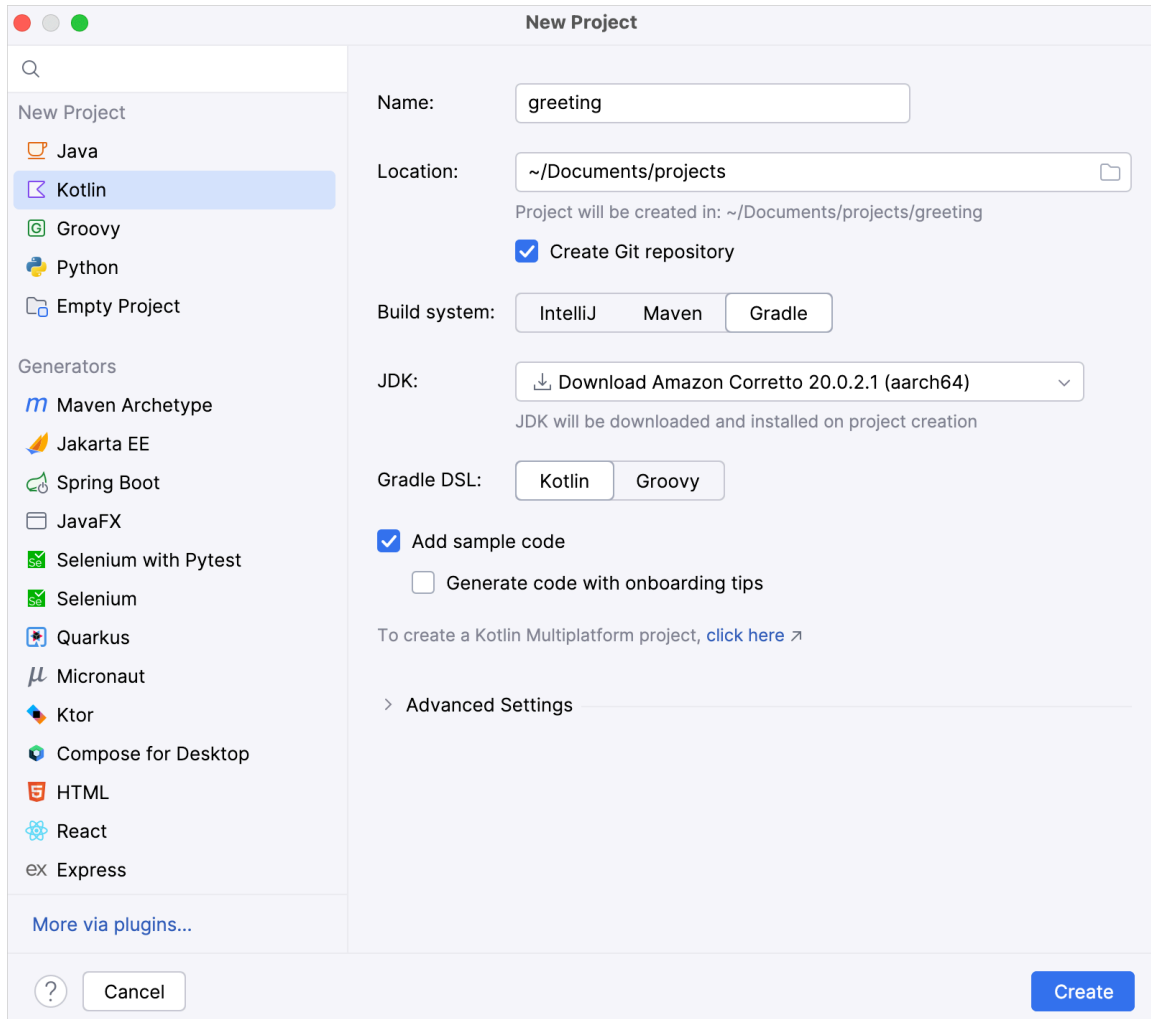 New Project
New Project
Java
Kotlin
G Groovy
Python
Empty Project
Generators
m Maven Archetype
Jakarta EE
Spring Boot
JavaFX
Se Selenium with Pytest
Se Selenium
Quarkus
μ Micronaut
Ktor
Compose for Desktop
5 HTML
React
ex Express
More via plugins...
Name: greeting
Location: ~/Documents/projects
Project will be created in: ~/Documents/projects/greeting
Create Git repository
Build system: IntelliJ Maven Gradle
JDK: Download Amazon Corretto 20.0.2.1 (aarch64)
JDK will be downloaded and installed on project creation
Gradle DSL: Kotlin Groovy
Add sample code
Generate code with onboarding tips
To create a Kotlin Multiplatform project, click here ↗
Advanced Settings
? Cancel Create